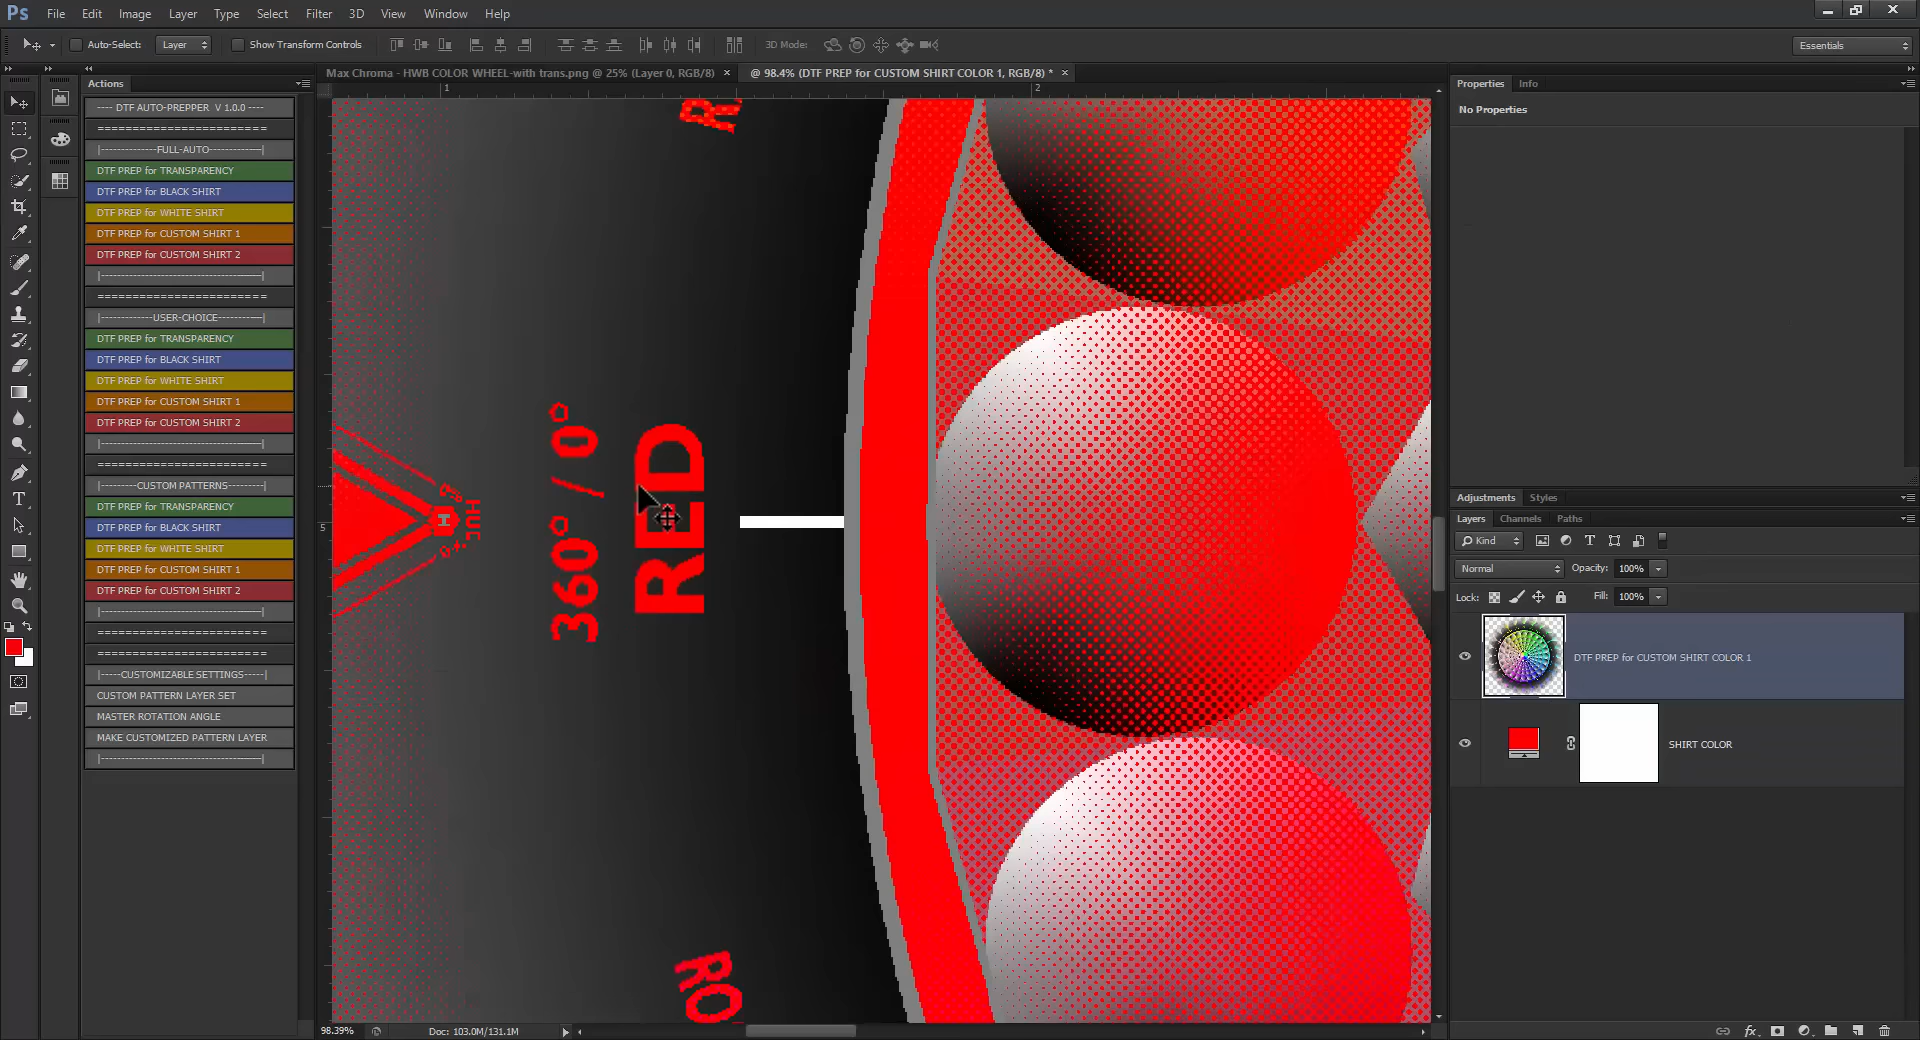 Ps File Edit Image Layer Type Select Filter 3D View Window Help
Auto-Select: Layer Show Transform Controls 3D Mode: Essentials
Actions
Max Chroma - HWB COLOR WHEEL-with trans.png @ 25% (Layer 0, RGB/8) ×
@ 98.4% (DTF PREP for CUSTOM SHIRT COLOR 1, RGB/8) * ×
Properties Info
No Properties
1 2
5
---- DTF AUTO-PREPPER V 1.0.0 ----
=========================
|--------------FULL-AUTO-------------|
DTF PREP for TRANSPARENCY
DTF PREP for BLACK SHIRT
DTF PREP for WHITE SHIRT
DTF PREP for CUSTOM SHIRT 1
DTF PREP for CUSTOM SHIRT 2
|-----------------------------------------|
=========================
|-------------USER-CHOICE-----------|
DTF PREP for TRANSPARENCY
DTF PREP for BLACK SHIRT
DTF PREP for WHITE SHIRT
DTF PREP for CUSTOM SHIRT 1
DTF PREP for CUSTOM SHIRT 2
|-----------------------------------------|
=========================
|---------CUSTOM PATTERNS---------|
DTF PREP for TRANSPARENCY
DTF PREP for BLACK SHIRT
DTF PREP for WHITE SHIRT
DTF PREP for CUSTOM SHIRT 1
DTF PREP for CUSTOM SHIRT 2
|-----------------------------------------|
=========================
=========================
|-----CUSTOMIZABLE SETTINGS-----|
CUSTOM PATTERN LAYER SET
MASTER ROTATION ANGLE
MAKE CUSTOMIZED PATTERN LAYER
|-----------------------------------------|
360° / 0°
RED
HUE
RO
Adjustments Styles
Layers Channels Paths
Kind
Normal Opacity: 100%
Lock: Fill: 100%
DTF PREP for CUSTOM SHIRT COLOR 1
SHIRT COLOR
98.39% Doc: 103.0M/131.1M